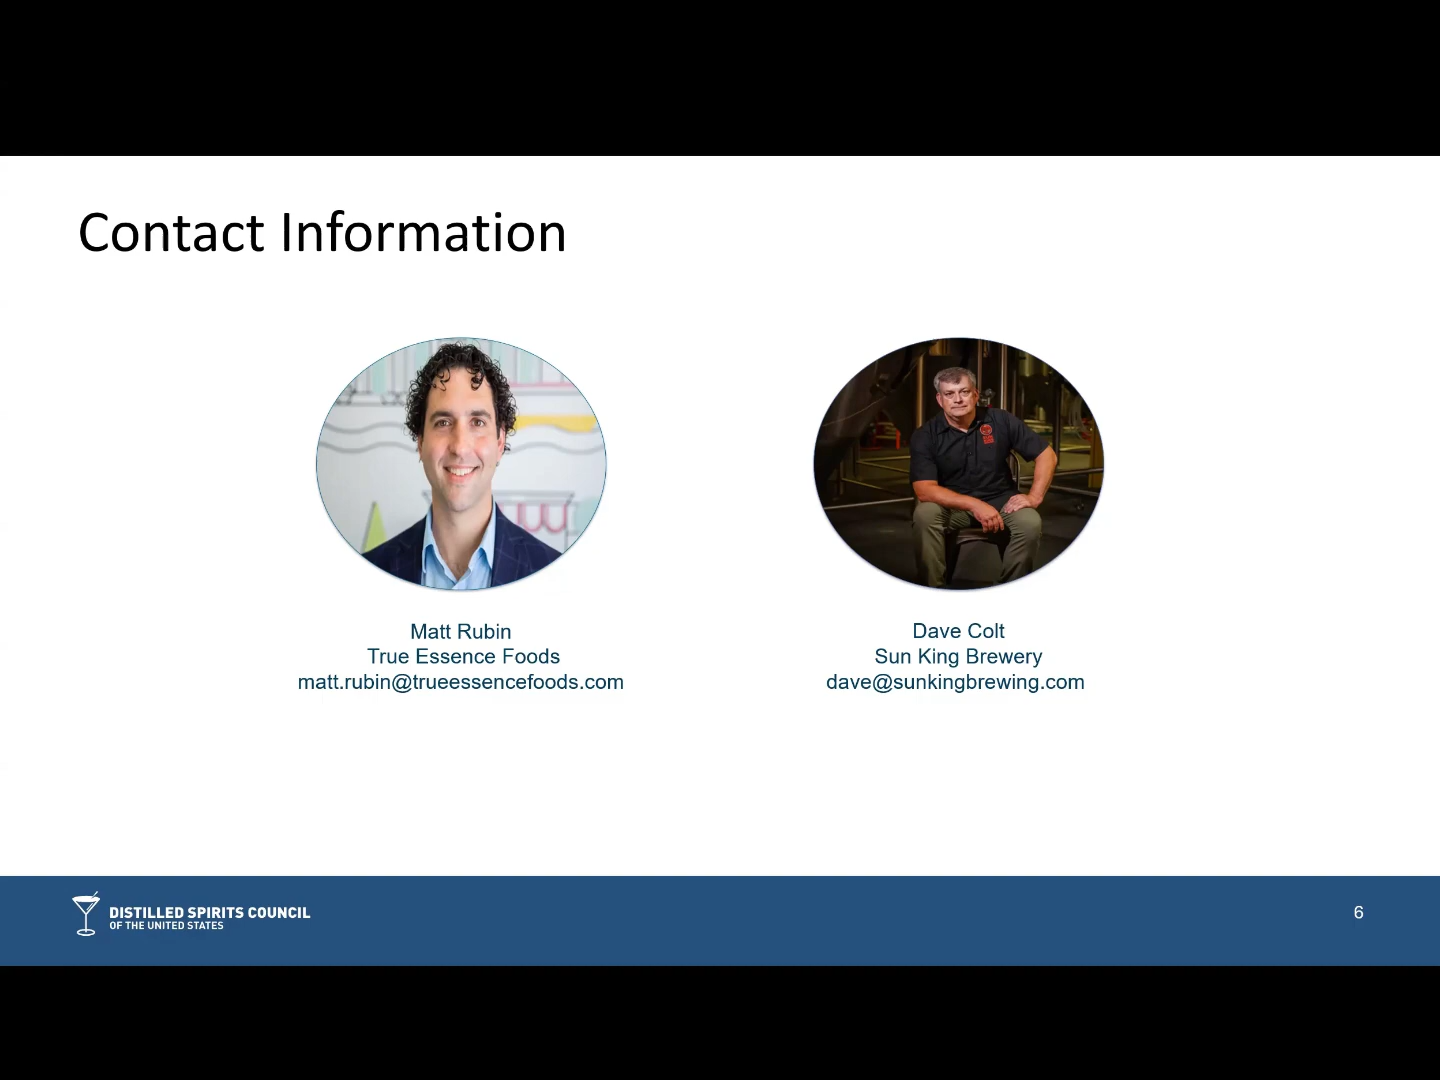 Contact Information
Matt Rubin
True Essence Foods
matt.rubin@trueessencefoods.com
Dave Colt
Sun King Brewery
dave@sunkingbrewing.com
DISTILLED SPIRITS COUNCIL
OF THE UNITED STATES
6